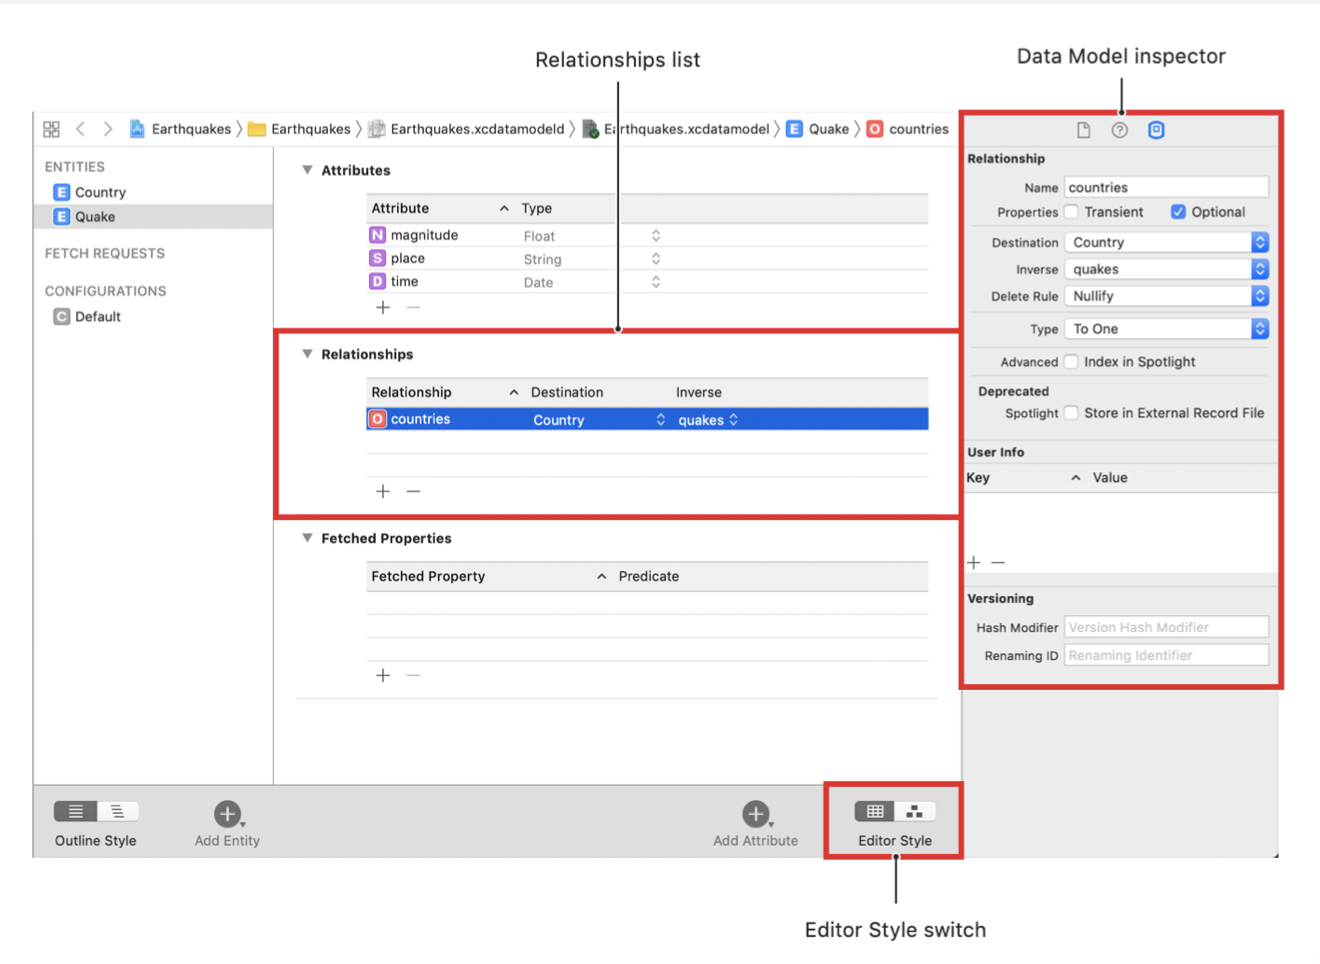 Relationships list
Data Model inspector
Earthquakes
Earthquakes
Earthquakes.xcdatamodeld
Earthquakes.xcdatamodel
E Quake
O countries
ENTITIES
E Country
E Quake
FETCH REQUESTS
CONFIGURATIONS
C Default
Attributes
Attribute Type
N magnitude Float
S place String
D time Date
Relationships
Relationship Destination Inverse
O countries Country quakes
Fetched Properties
Fetched Property Predicate
Relationship
Name countries
Properties Transient Optional
Destination Country
Inverse quakes
Delete Rule Nullify
Type To One
Advanced Index in Spotlight
Deprecated
Spotlight Store in External Record File
User Info
Key Value
Versioning
Hash Modifier Version Hash Modifier
Renaming ID Renaming Identifier
Outline Style
Add Entity
Add Attribute
Editor Style
Editor Style switch